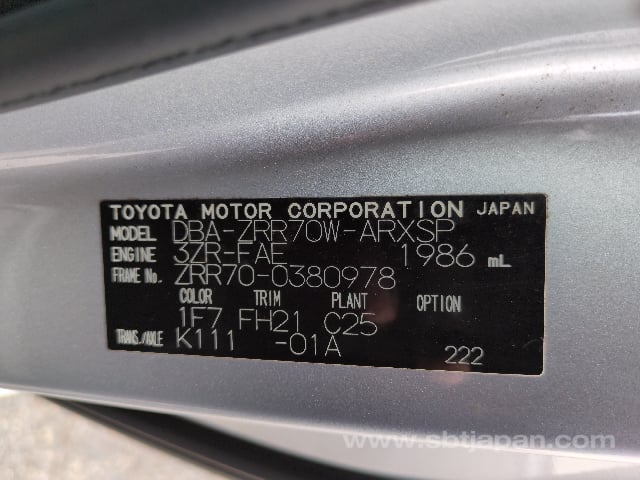 TOYOTA MOTOR CORPORATION JAPAN
MODEL DBA-ZRR70W-ARXSP
ENGINE 3ZR-FAE 1986 mL
FRAME No. ZRR70-0380978
COLOR TRIM PLANT OPTION
1F7 FH21 C25
TRANS./AXLE K111 -01A
222
www.sbtjapan.com